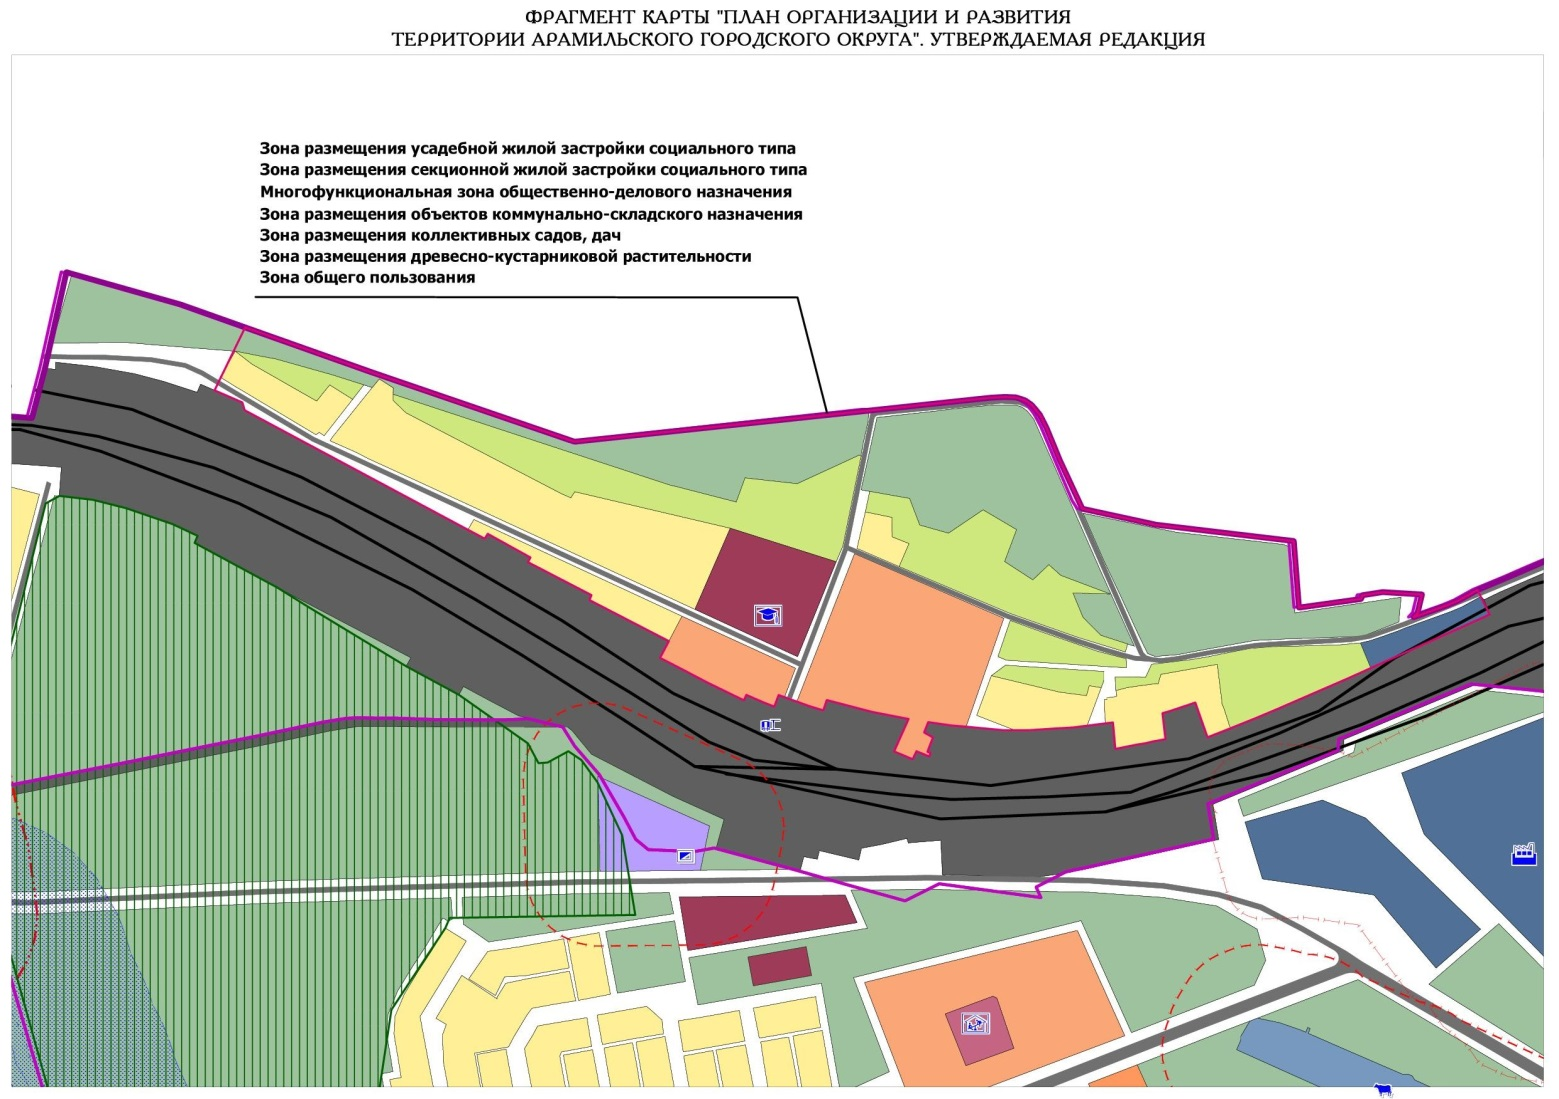 ФРАГМЕНТ КАРТЫ "ПЛАН ОРГАНИЗАЦИИ И РАЗВИТИЯ
ТЕРРИТОРИИ АРАМИЛЬСКОГО ГОРОДСКОГО ОКРУГА". УТВЕРЖДАЕМАЯ РЕДАКЦИЯ
Зона размещения усадебной жилой застройки социального типа
Зона размещения секционной жилой застройки социального типа
Многофункциональная зона общественно-делового назначения
Зона размещения объектов коммунально-складского назначения
Зона размещения коллективных садов, дач
Зона размещения древесно-кустарниковой растительности
Зона общего пользования